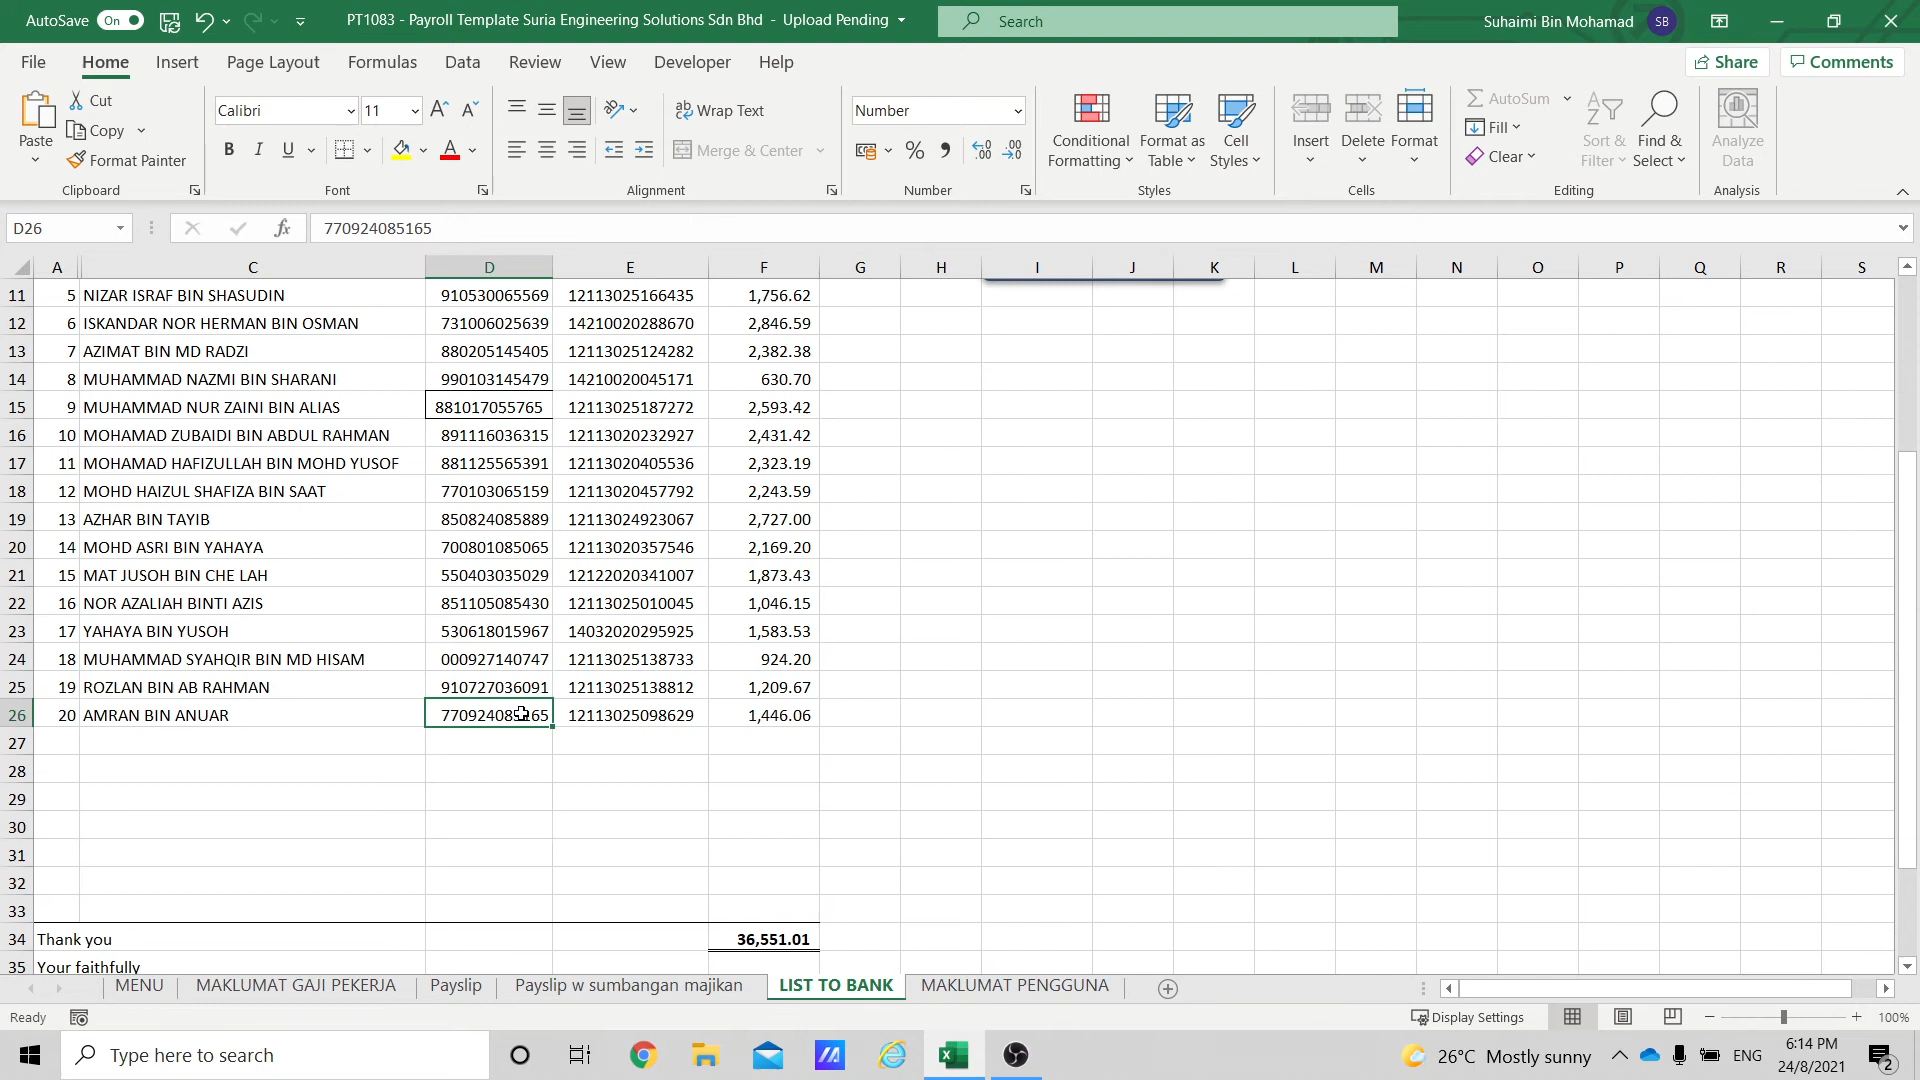 AutoSave On PT1083 - Payroll Template Suria Engineering Solutions Sdn Bhd - Upload Pending Search Suhaimi Bin Mohamad SB
File Home Insert Page Layout Formulas Data Review View Developer Help Share Comments
Paste Cut Copy Format Painter Clipboard
Calibri 11 A A B I U A Font
ab Wrap Text Merge & Center Alignment
Number % , Number
Conditional Formatting Format as Table Cell Styles Styles
Insert Delete Format Cells
AutoSum Fill Clear Sort & Filter Find & Select Editing
Analyze Data Analysis
D26 fx 770924085165
A C D E F G H I J K L M N O P Q R S
11 5 NIZAR ISRAF BIN SHASUDIN 910530065569 12113025166435 1,756.62
12 6 ISKANDAR NOR HERMAN BIN OSMAN 731006025639 14210020288670 2,846.59
13 7 AZIMAT BIN MD RADZI 880205145405 12113025124282 2,382.38
14 8 MUHAMMAD NAZMI BIN SHARANI 990103145479 14210020045171 630.70
15 9 MUHAMMAD NUR ZAINI BIN ALIAS 881017055765 12113025187272 2,593.42
16 10 MOHAMAD ZUBAIDI BIN ABDUL RAHMAN 891116036315 12113020232927 2,431.42
17 11 MOHAMAD HAFIZULLAH BIN MOHD YUSOF 881125565391 12113020405536 2,323.19
18 12 MOHD HAIZUL SHAFIZA BIN SAAT 770103065159 12113020457792 2,243.59
19 13 AZHAR BIN TAYIB 850824085889 12113024923067 2,727.00
20 14 MOHD ASRI BIN YAHAYA 700801085065 12113020357546 2,169.20
21 15 MAT JUSOH BIN CHE LAH 550403035029 12122020341007 1,873.43
22 16 NOR AZALIAH BINTI AZIS 851105085430 12113025010045 1,046.15
23 17 YAHAYA BIN YUSOH 530618015967 14032020295925 1,583.53
24 18 MUHAMMAD SYAHQIR BIN MD HISAM 000927140747 12113025138733 924.20
25 19 ROZLAN BIN AB RAHMAN 910727036091 12113025138812 1,209.67
26 20 AMRAN BIN ANUAR 770924085165 12113025098629 1,446.06
27
28
29
30
31
32
33
34 Thank you 36,551.01
35 Your faithfully
MENU MAKLUMAT GAJI PEKERJA Payslip Payslip w sumbangan majikan LIST TO BANK MAKLUMAT PENGGUNA
Ready Display Settings 100%
Type here to search 26°C Mostly sunny ENG 6:14 PM
24/8/2021 2